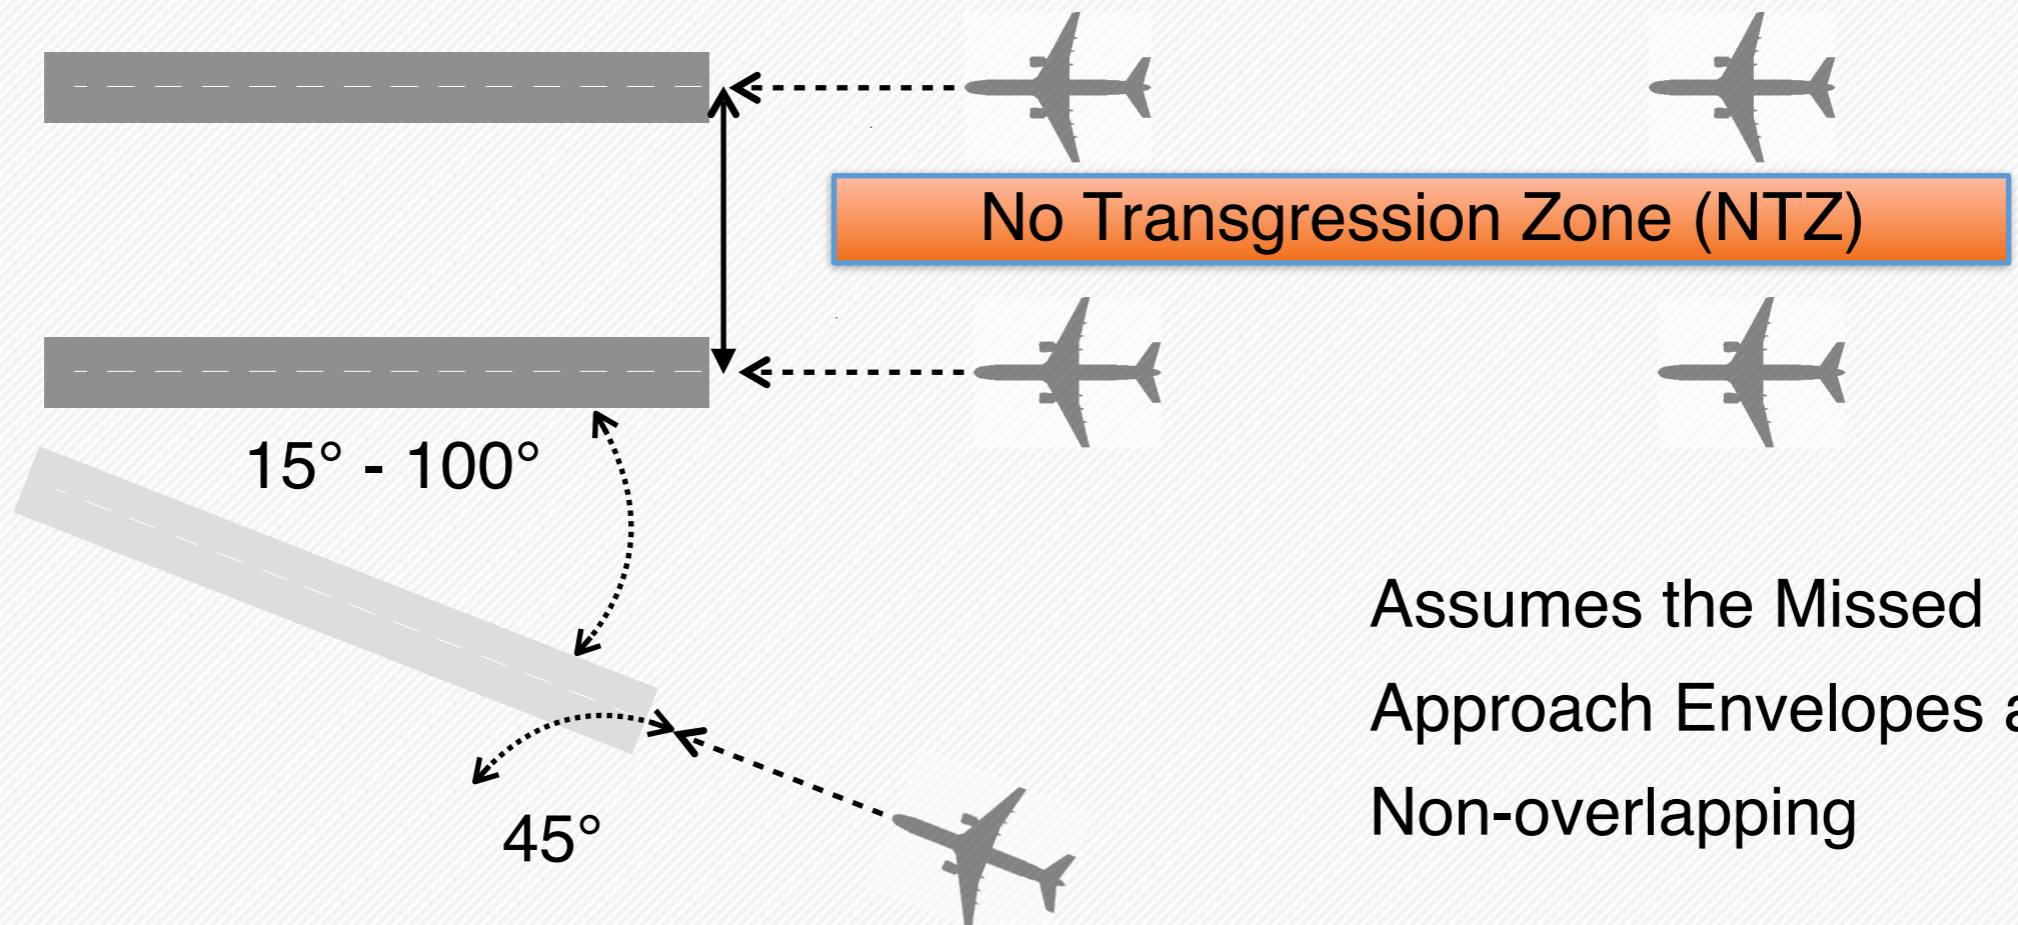 No Transgression Zone (NTZ)
15° - 100°
Assumes the Missed
Approach Envelopes
Non-overlapping
45°